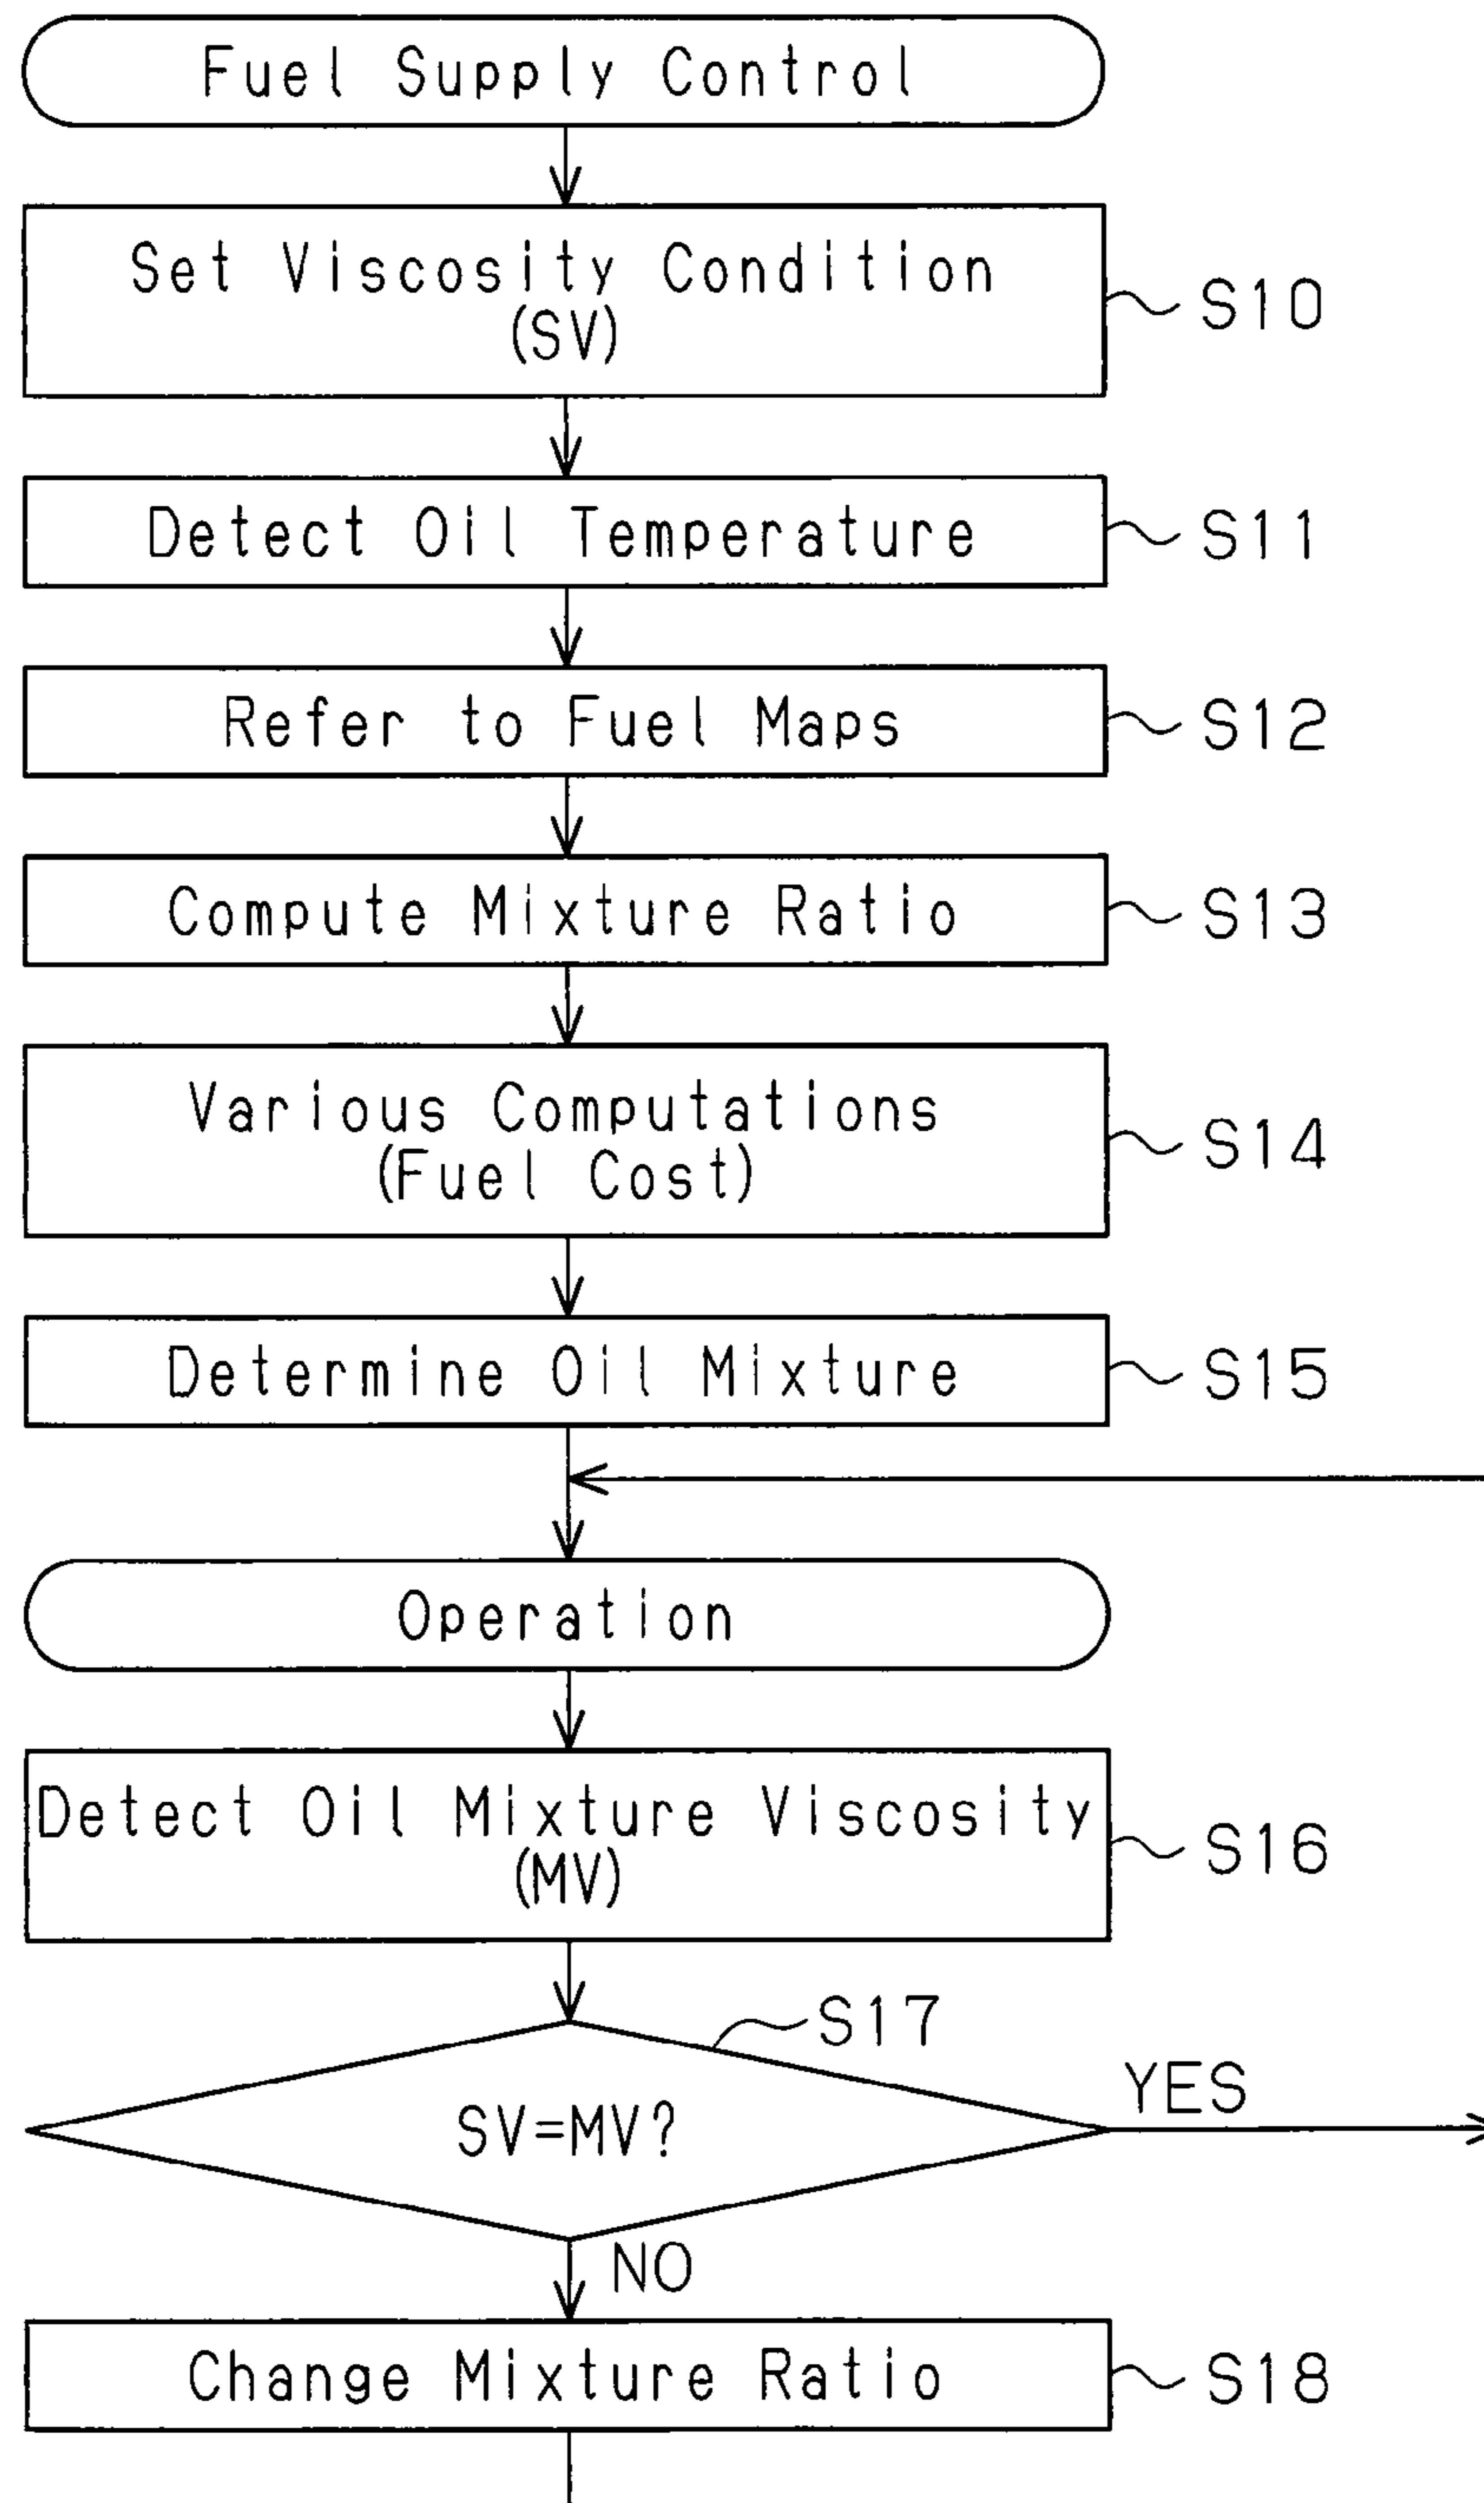 Fuel Supply Control
Set Viscosity Condition
(SV)
S10
Detect Oil Temperature
S11
Refer to Fuel Maps
S12
Compute Mixture Ratio
S13
Various Computations
(Fuel Cost)
S14
Determine Oil Mixture
S15
Operation
Detect Oil Mixture Viscosity
(MV)
S16
S17
SV=MV?
YES
NO
Change Mixture Ratio
S18